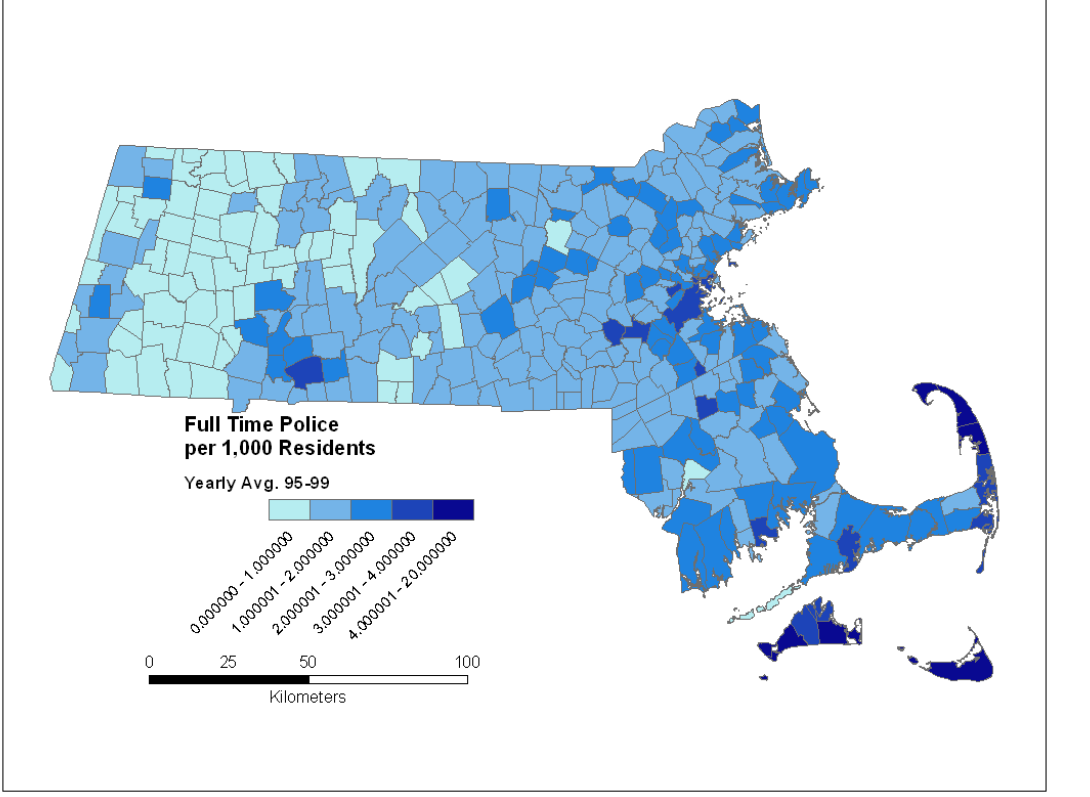 Full Time Police
per 1,000 Residents
Yearly Avg. 95-99
0.000000 - 1.000000
1.000001 - 2.000000
2.000001 - 3.000000
3.000001 - 4.000000
4.000001 - 20.000000
0 25 50 100
Kilometers